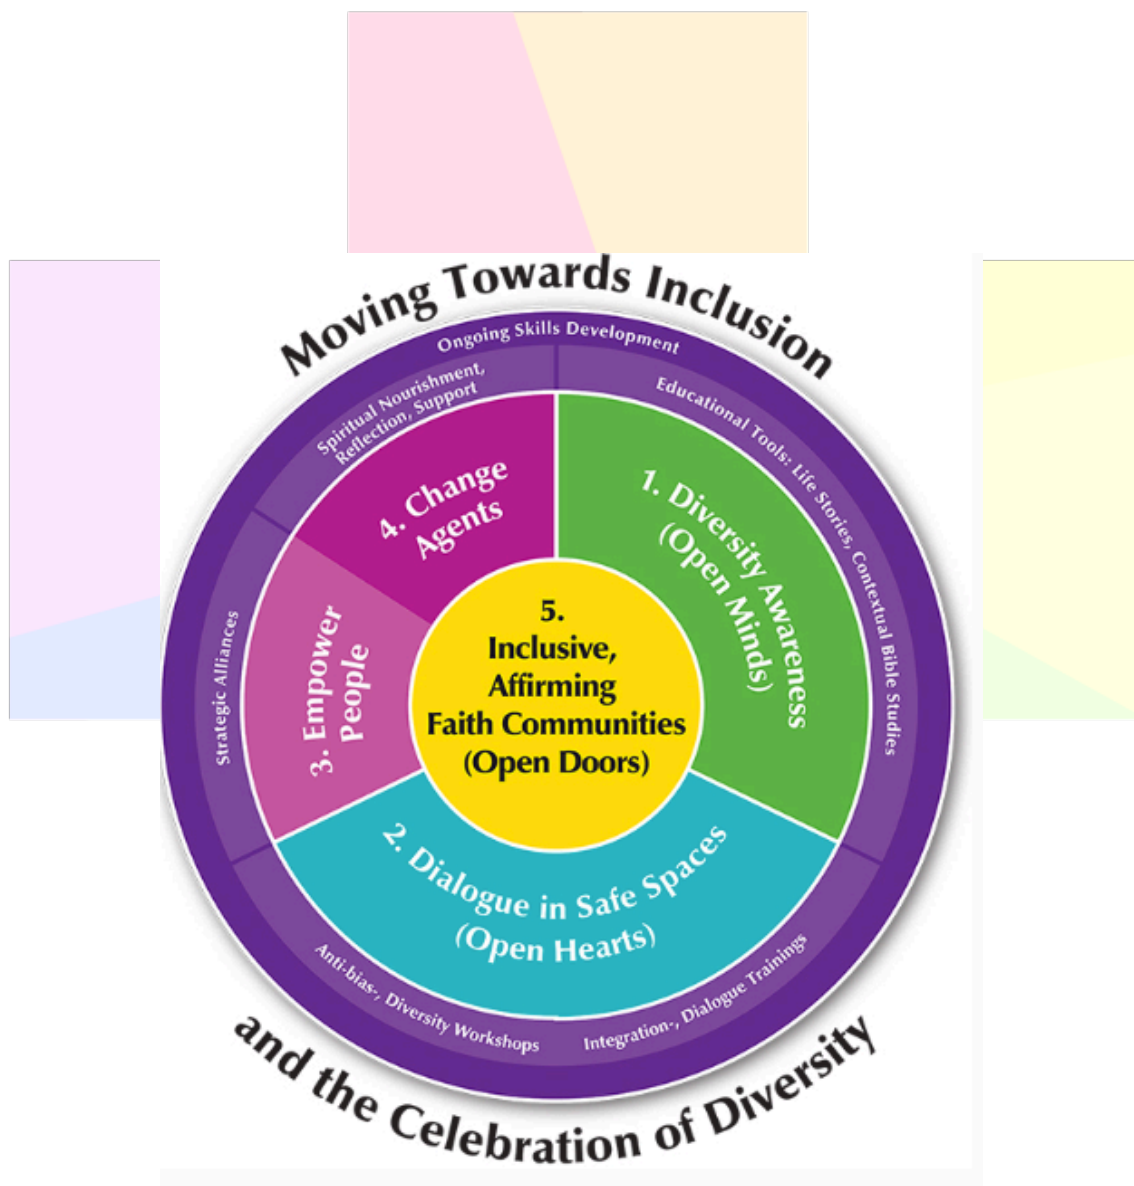 Moving Towards Inclusion
Ongoing Skills Development
Spiritual Nourishment,
Reflection, Support
Educational Tools: Life Stories, Contextual Bible Studies
4. Change
Agents
1. Diversity Awareness
(Open Minds)
5.
Inclusive,
Affirming
Faith Communities
(Open Doors)
Strategic Alliances
3. Empower
People
2. Dialogue in Safe Spaces
(Open Hearts)
Anti-bias-, Diversity Workshops
Integration-, Dialogue Trainings
and the Celebration of Diversity